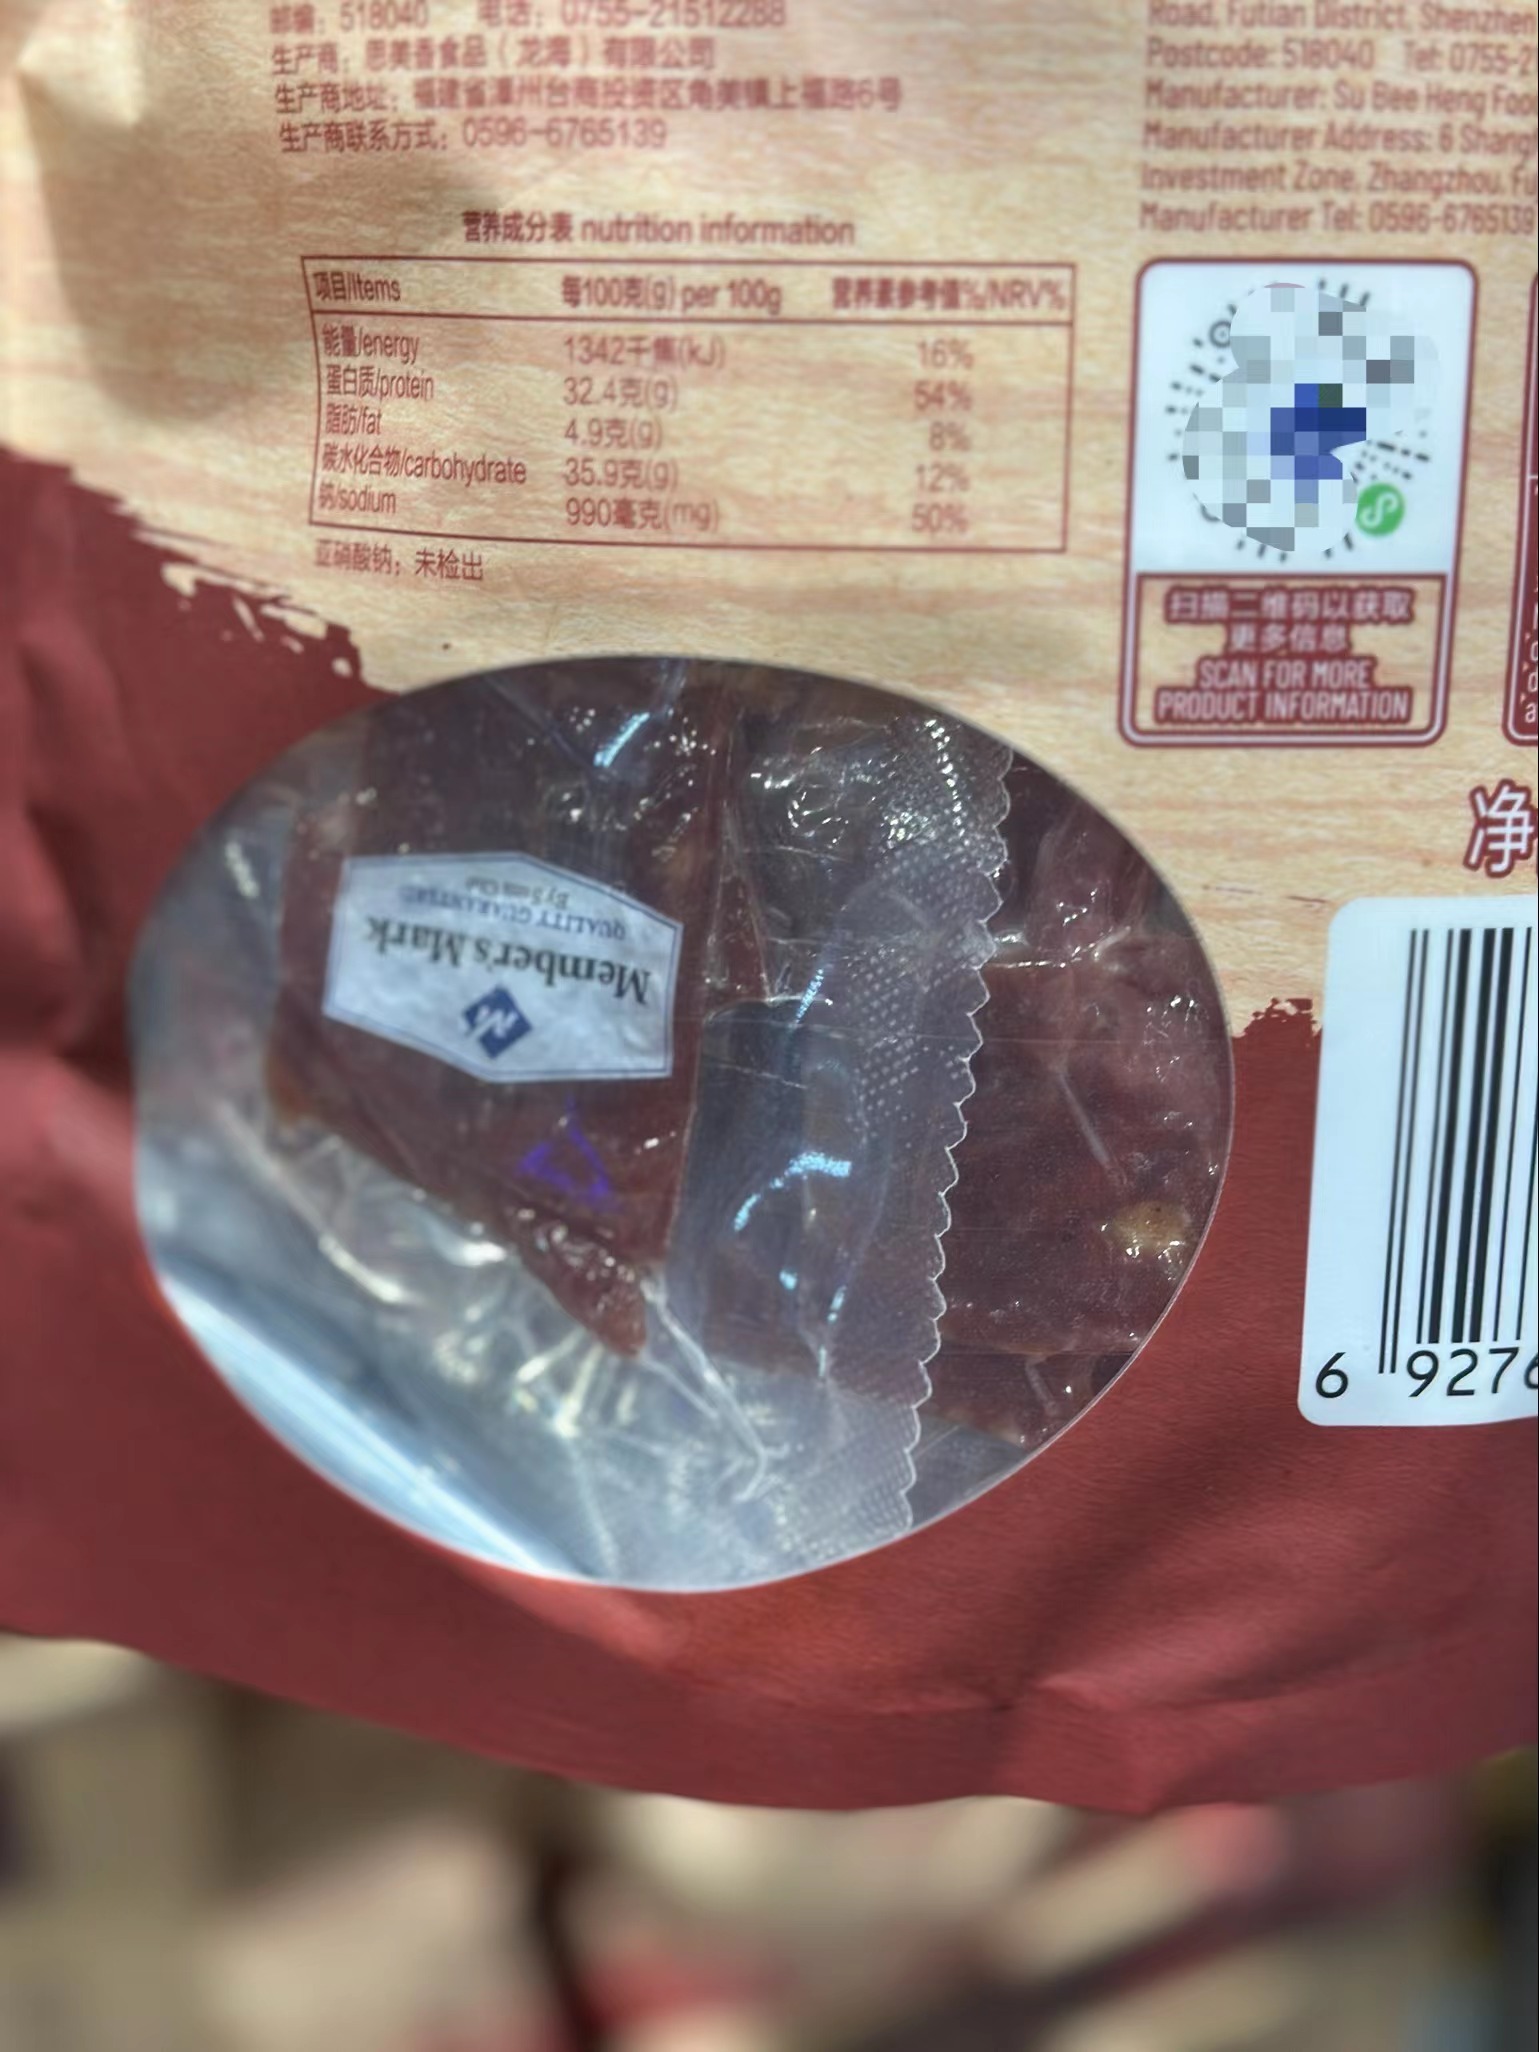 邮编：518040 电话：0755-21512288
生产商：思美香食品（龙海）有限公司
生产商地址：福建省漳州台商投资区角美镇上福路6号
生产商联系方式：0596-6765139
营养成分表 nutrition information
项目/Items 每100克(g) per 100g 营养素参考值%/NRV%
能量/energy 1342千焦(kJ) 16%
蛋白质/protein 32.4克(g) 54%
脂肪/fat 4.9克(g) 8%
碳水化合物/carbohydrate 35.9克(g) 12%
钠/sodium 990毫克(mg) 50%
亚硝酸钠：未检出
Road, Futian District, Shenzhen
Postcode: 518040 Tel: 0755-2
Manufacturer: Su Bee Heng Foo
Manufacturer Address: 6 Shang
Investment Zone, Zhangzhou, F
Manufacturer Tel: 0596-6765139
扫描二维码以获取
更多信息
SCAN FOR MORE
PRODUCT INFORMATION
净
Member's Mark
QUALITY GUARANTEED
By Sam's Club
6 9276